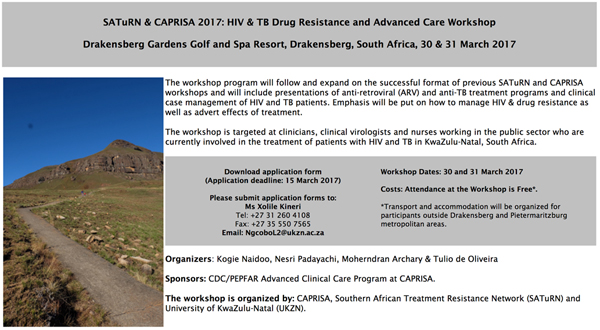 SATuRN & CAPRISA 2017: HIV & TB Drug Resistance and Advanced Care Workshop
Drakensberg Gardens Golf and Spa Resort, Drakensberg, South Africa, 30 & 31 March 2017
The workshop program will follow and expand on the successful format of previous SATuRN and CAPRISA
workshops and will include presentations of anti-retroviral (ARV) and anti-TB treatment programs and clinical
case management of HIV and TB patients. Emphasis will be put on how to manage HIV & drug resistance as
well as advert effects of treatment.
The workshop is targeted at clinicians, clinical virologists and nurses working in the public sector who are
currently involved in the treatment of patients with HIV and TB in KwaZulu-Natal, South Africa.
Download application form
(Application deadline: 15 March 2017)
Please submit application forms to:
Ms Xolile Kineri
Tel: +27 31 260 4108
Fax: +27 35 550 7565
Email: NgcoboL2@ukzn.ac.za
Workshop Dates: 30 and 31 March 2017
Costs: Attendance at the Workshop is Free*.
*Transport and accommodation will be organized for
participants outside Drakensberg and Pietermaritzburg
metropolitan areas.
Organizers: Kogie Naidoo, Nesri Padayachi, Moherndran Archary & Tulio de Oliveira
Sponsors: CDC/PEPFAR Advanced Clinical Care Program at CAPRISA.
The workshop is organized by: CAPRISA, Southern African Treatment Resistance Network (SATuRN) and
University of KwaZulu-Natal (UKZN).